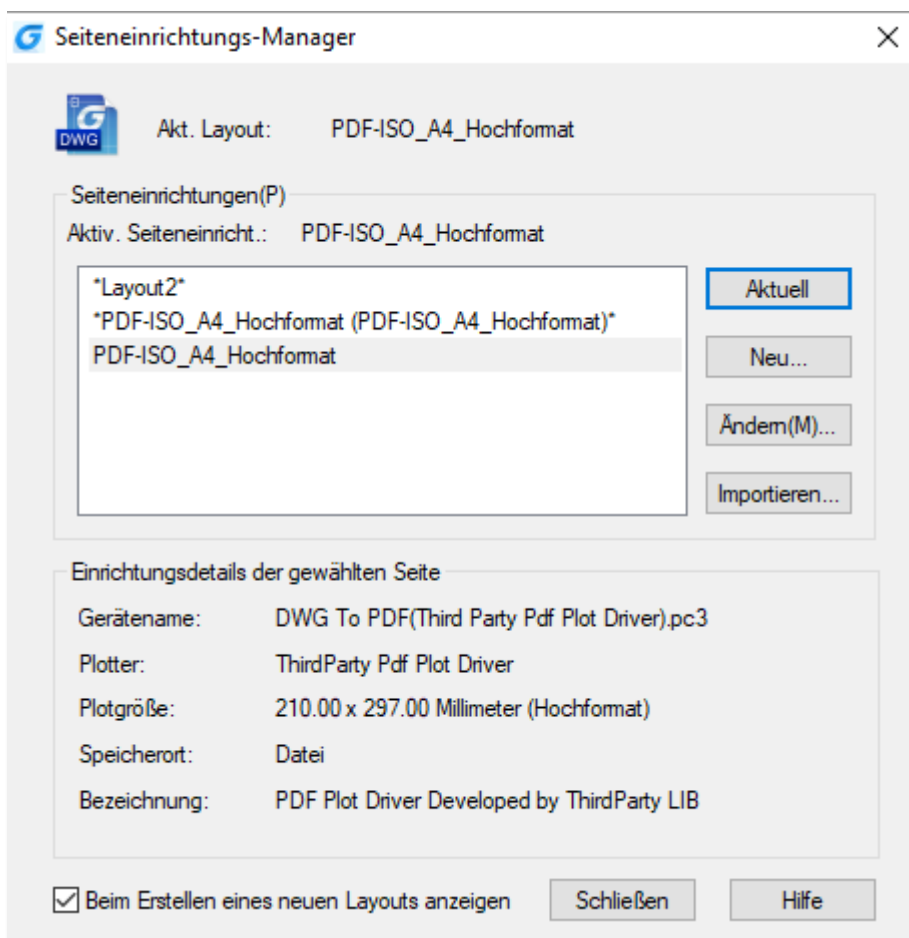 Seiteneinrichtungs-Manager
DWG
Akt. Layout: PDF-ISO_A4_Hochformat
Seiteneinrichtungen(P)
Aktiv. Seiteneinricht.: PDF-ISO_A4_Hochformat
*Layout2*
*PDF-ISO_A4_Hochformat (PDF-ISO_A4_Hochformat)*
PDF-ISO_A4_Hochformat
Aktuell
Neu...
Ändern(M)...
Importieren...
Einrichtungsdetails der gewählten Seite
Gerätename: DWG To PDF(Third Party Pdf Plot Driver).pc3
Plotter: ThirdParty Pdf Plot Driver
Plotgröße: 210.00 x 297.00 Millimeter (Hochformat)
Speicherort: Datei
Bezeichnung: PDF Plot Driver Developed by ThirdParty LIB
Beim Erstellen eines neuen Layouts anzeigen
Schließen
Hilfe